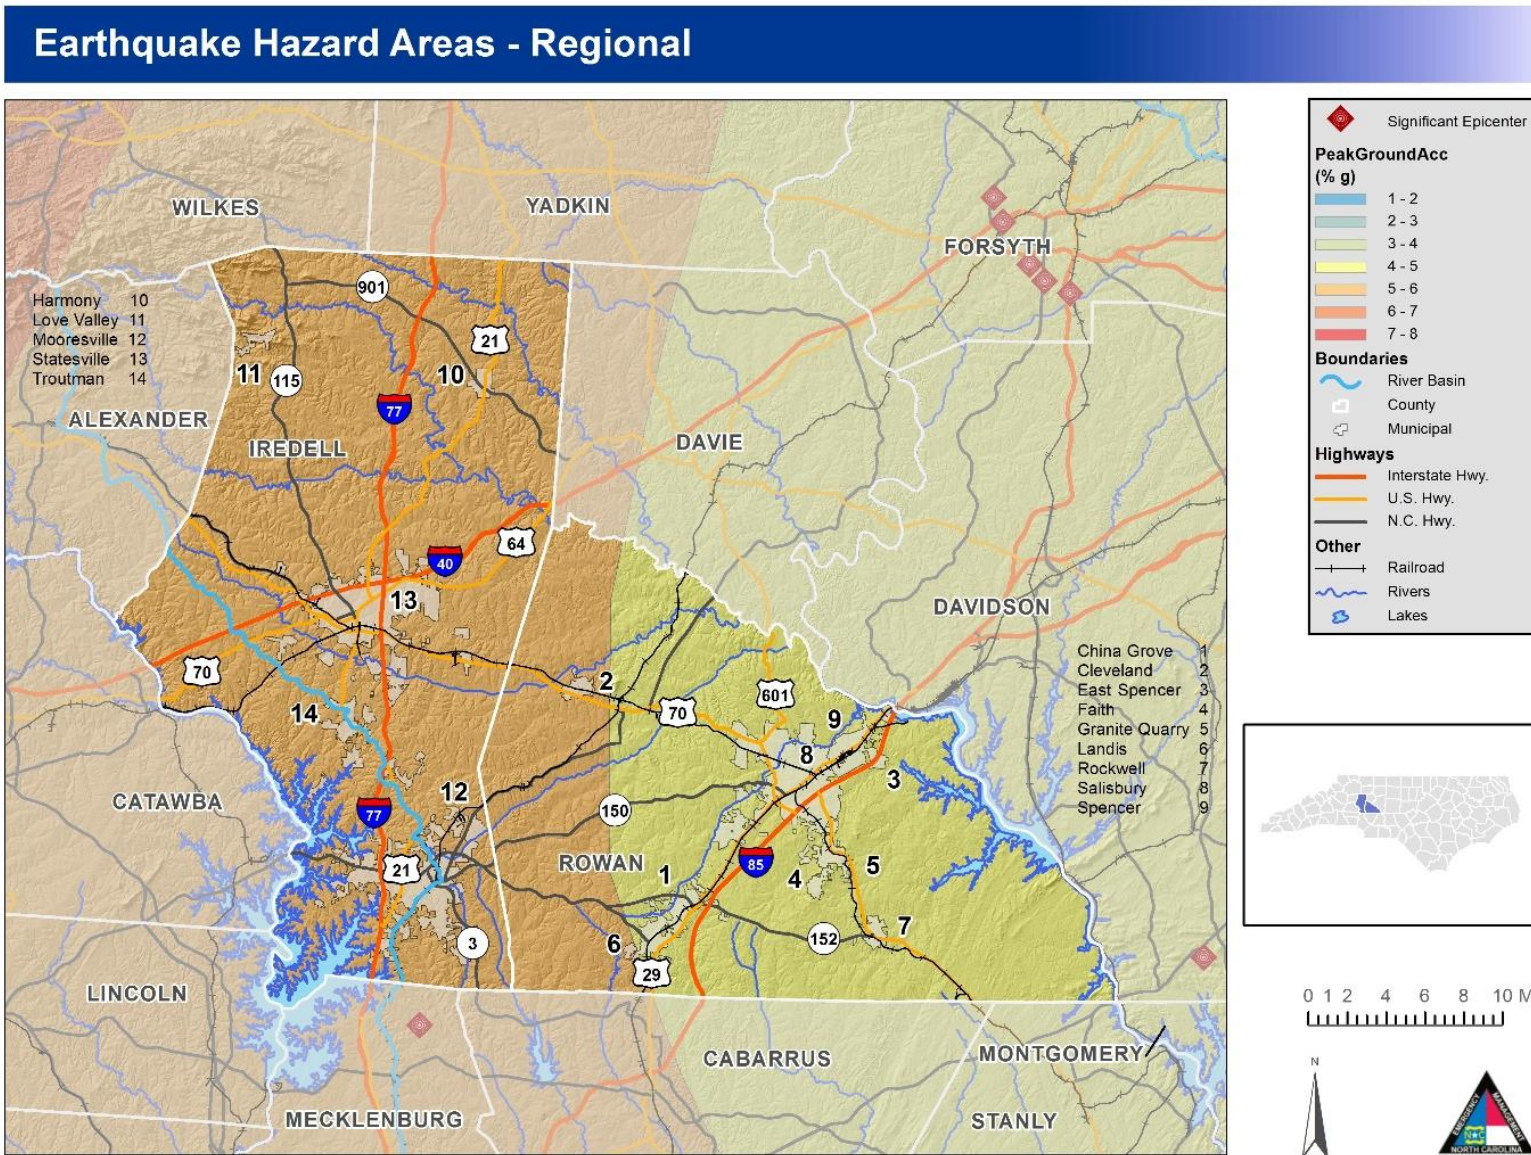 Earthquake Hazard Areas - Regional
WILKES
YADKIN
FORSYTH
901
Harmony 10
Love Valley 11
Mooresville 12
Statesville 13
Troutman 14
21
11
115
10
77
ALEXANDER
IREDELL
DAVIE
64
40
13
DAVIDSON
70
2
601
70
14
9
8
3
China Grove 1
Cleveland 2
East Spencer 3
Faith 4
Granite Quarry 5
Landis 6
Rockwell 7
Salisbury 8
Spencer 9
CATAWBA
12
77
150
21
ROWAN
1
85
4
5
3
6
152
7
29
LINCOLN
CABARRUS
MONTGOMERY
MECKLENBURG
STANLY
Significant Epicenter
PeakGroundAcc
(% g)
1 - 2
2 - 3
3 - 4
4 - 5
5 - 6
6 - 7
7 - 8
Boundaries
River Basin
County
Municipal
Highways
Interstate Hwy.
U.S. Hwy.
N.C. Hwy.
Other
Railroad
Rivers
Lakes
0 1 2 4 6 8 10 M
N
EMERGENCY
MANAGEMENT
N C
NORTH CAROLINA